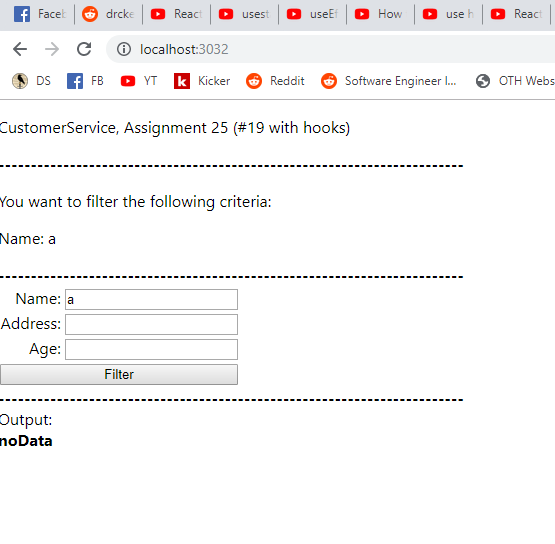 Faceb drcke React usest useEf How use h React
localhost:3032
DS FB YT Kicker Reddit Software Engineer I... OTH Webs
CustomerService, Assignment 25 (#19 with hooks)
------------------------------------------------------------
You want to filter the following criteria:
Name: a
------------------------------------------------------------
Name: a
Address:
Age:
Filter
------------------------------------------------------------
Output:
noData